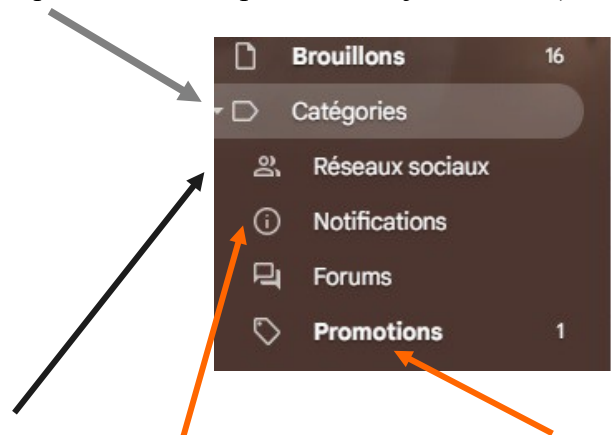 Brouillons 16
Catégories
Réseaux sociaux
Notifications
Forums
Promotions 1